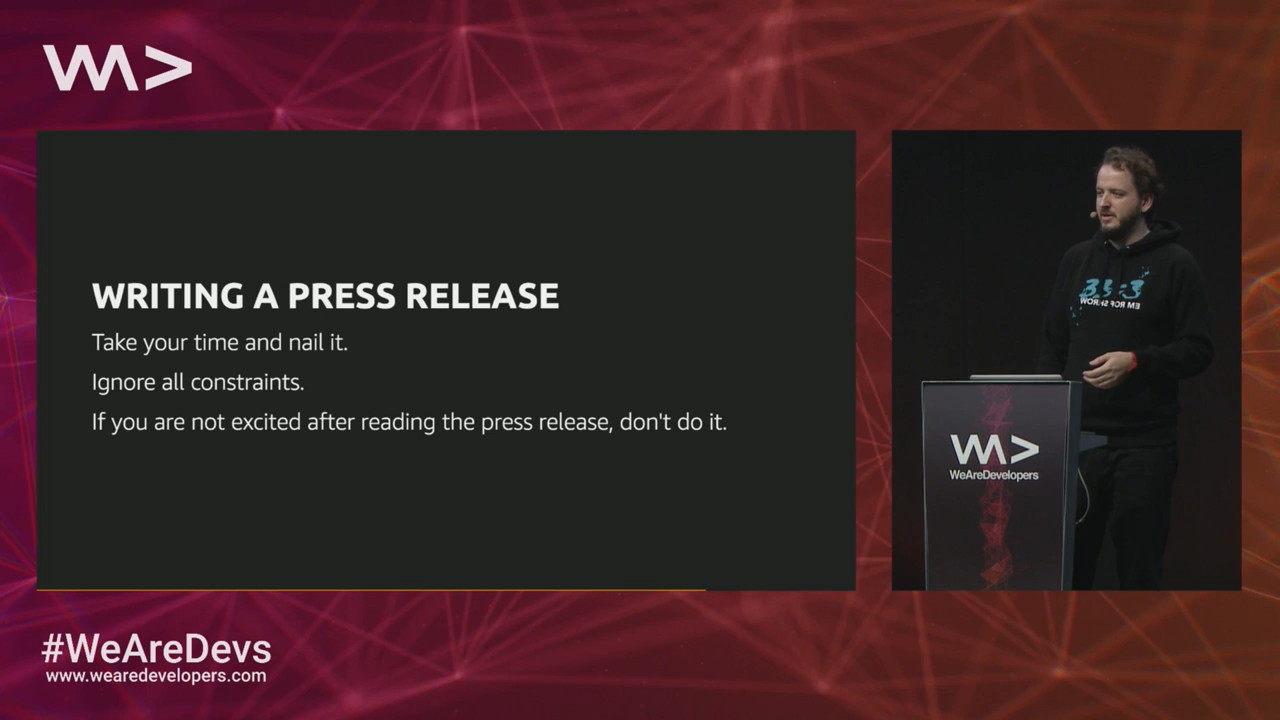 WRITING A PRESS RELEASE
Take your time and nail it.
Ignore all constraints.
If you are not excited after reading the press release, don't do it.
WeAreDevelopers
#WeAreDevs
www.wearedevelopers.com